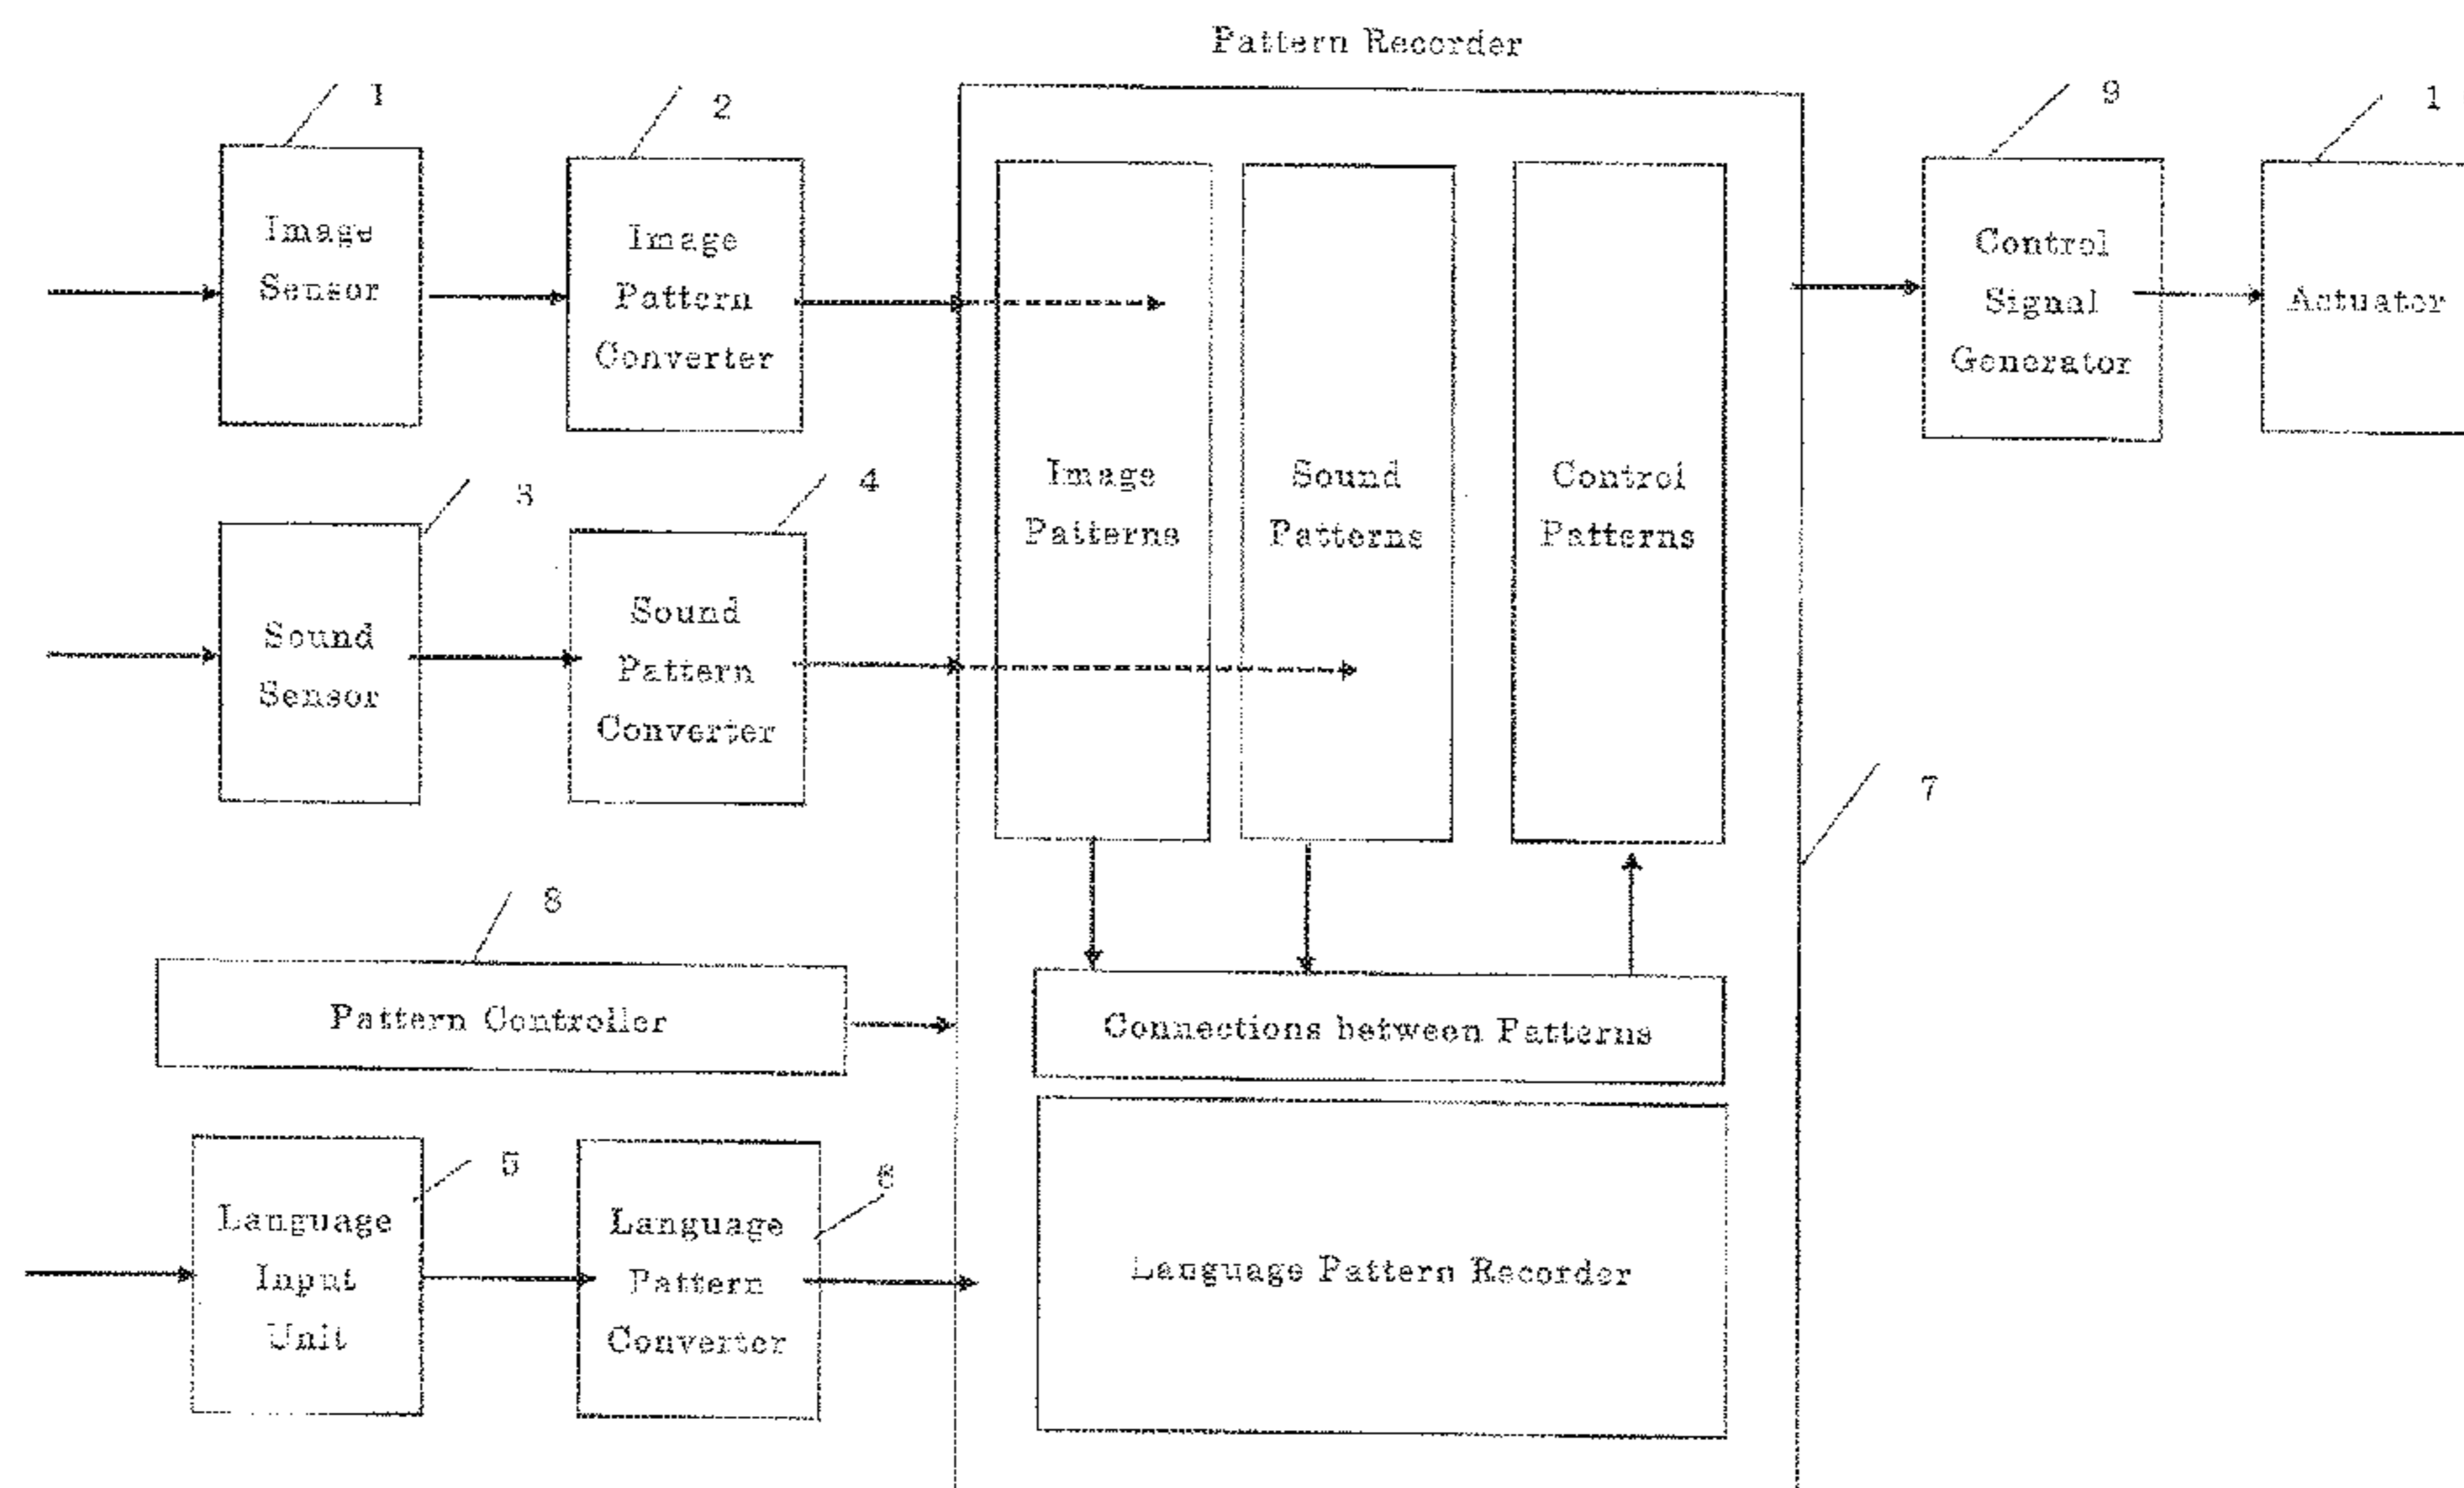 Pattern Recorder
1
2
9
1
Image
Sensor
Image
Pattern
Converter
Control
Signal
Generator
Actuator
Image
Patterns
Sound
Patterns
Control
Patterns
3
4
Sound
Sensor
Sound
Pattern
Converter
7
8
Pattern Controller
Connections between Patterns
5
6
Language
Input
Unit
Language
Pattern
Converter
Language Pattern Recorder